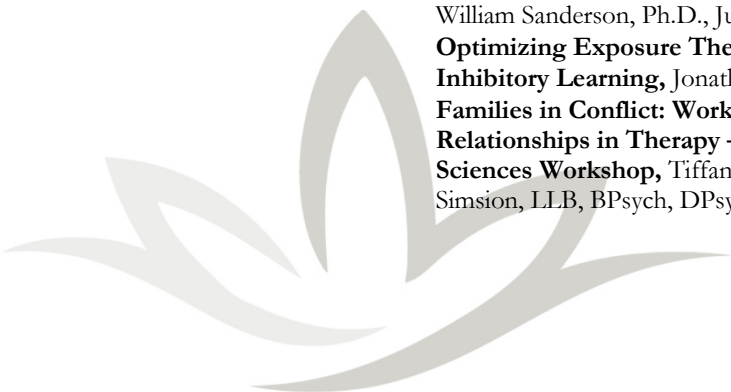 William Sanderson, Ph.D., Ju
Optimizing Exposure The
Inhibitory Learning, Jonath
Families in Conflict: Work
Relationships in Therapy -
Sciences Workshop, Tiffan
Simsion, LLB, BPsych, DPsy